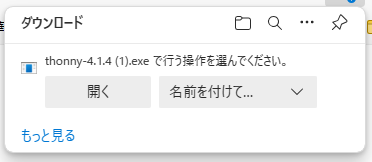 ダウンロード
thonny-4.1.4 (1).exe で行う操作を選んでください。
開く
名前を付けて...
もっと見る